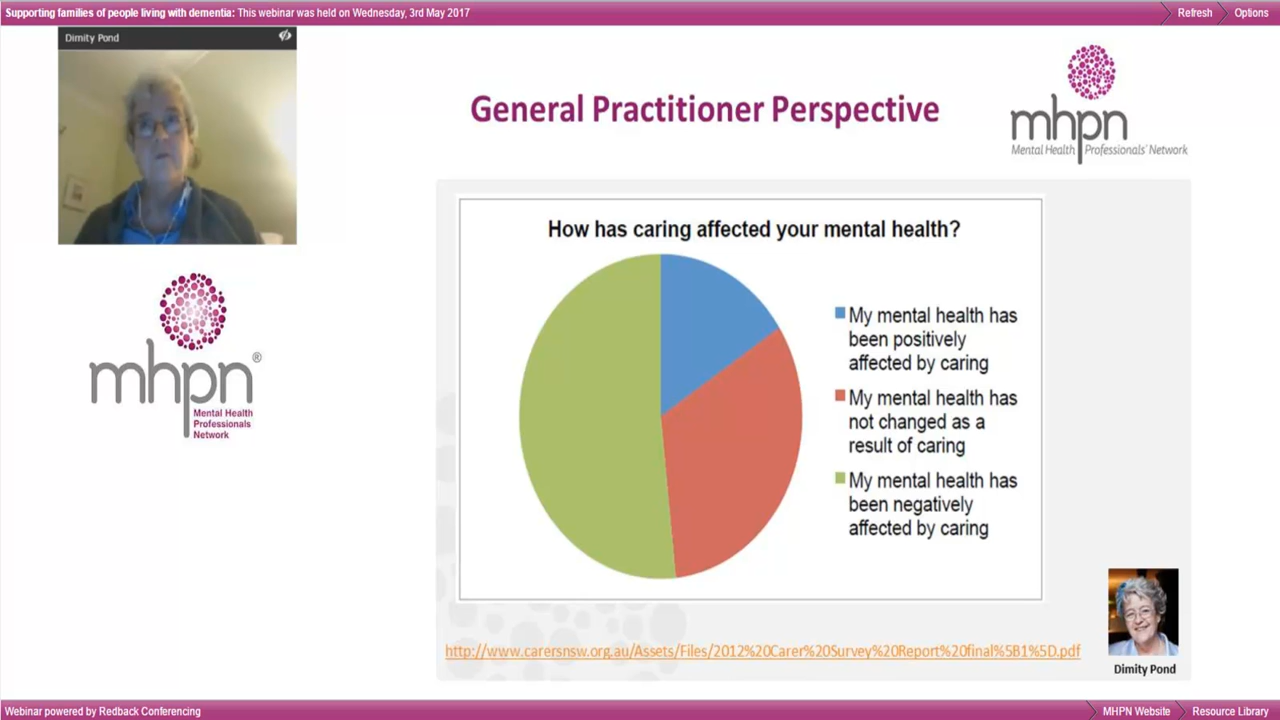 Supporting families of people living with dementia: This webinar was held on Wednesday, 3rd May 2017
Refresh
Options
Dimity Pond
General Practitioner Perspective
mhpn
Mental Health Professionals' Network
How has caring affected your mental health?
My mental health has
been positively
affected by caring
My mental health has
not changed as a
result of caring
My mental health has
been negatively
affected by caring
mhpn®
Mental Health
Professionals
Network
http://www.carersnsw.org.au/Assets/Files/2012%20Carer%20Survey%20Report%20final%5B1%5D.pdf
Dimity Pond
Webinar powered by Redback Conferencing
MHPN Website
Resource Library